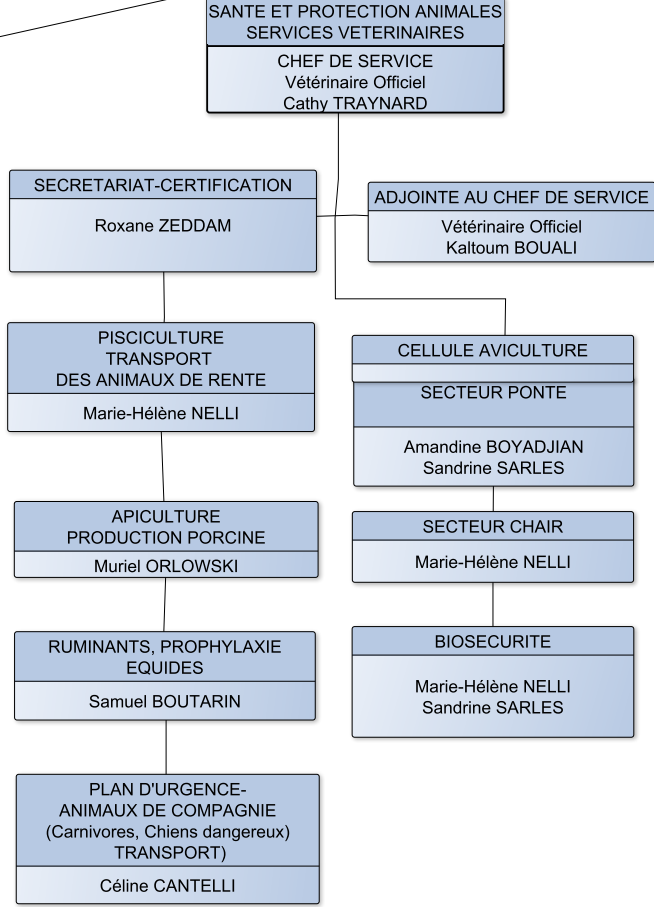 SANTE ET PROTECTION ANIMALES
SERVICES VETERINAIRES
CHEF DE SERVICE
Vétérinaire Officiel
Cathy TRAYNARD
SECRETARIAT-CERTIFICATION
Roxane ZEDDAM
ADJOINTE AU CHEF DE SERVICE
Vétérinaire Officiel
Kaltoum BOUALI
PISCICULTURE
TRANSPORT
DES ANIMAUX DE RENTE
Marie-Hélène NELLI
APICULTURE
PRODUCTION PORCINE
Muriel ORLOWSKI
RUMINANTS, PROPHYLAXIE
EQUIDES
Samuel BOUTARIN
PLAN D'URGENCE-
ANIMAUX DE COMPAGNIE
(Carnivores, Chiens dangereux)
TRANSPORT)
Céline CANTELLI
CELLULE AVICULTURE
SECTEUR PONTE
Amandine BOYADJIAN
Sandrine SARLES
SECTEUR CHAIR
Marie-Hélène NELLI
BIOSECURITE
Marie-Hélène NELLI
Sandrine SARLES